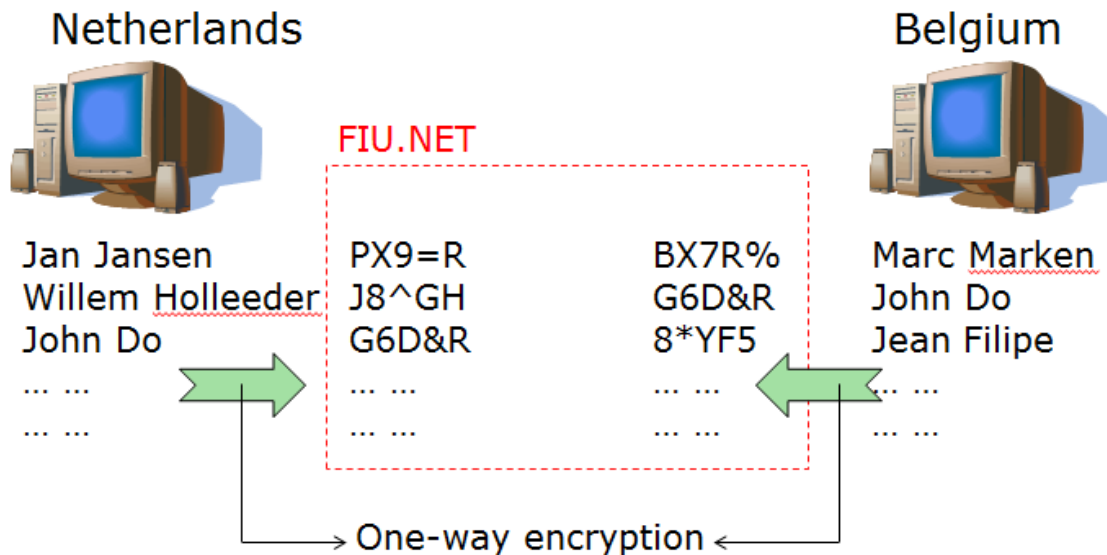 Netherlands
Belgium
FIU.NET
Jan Jansen PX9=R BX7R% Marc Marken
Willem Holleeder J8^GH G6D&R John Do
John Do G6D&R 8*YF5 Jean Filipe
... ... ... ... ... ... ... ...
... ... ... ... ... ... ... ...
One-way encryption